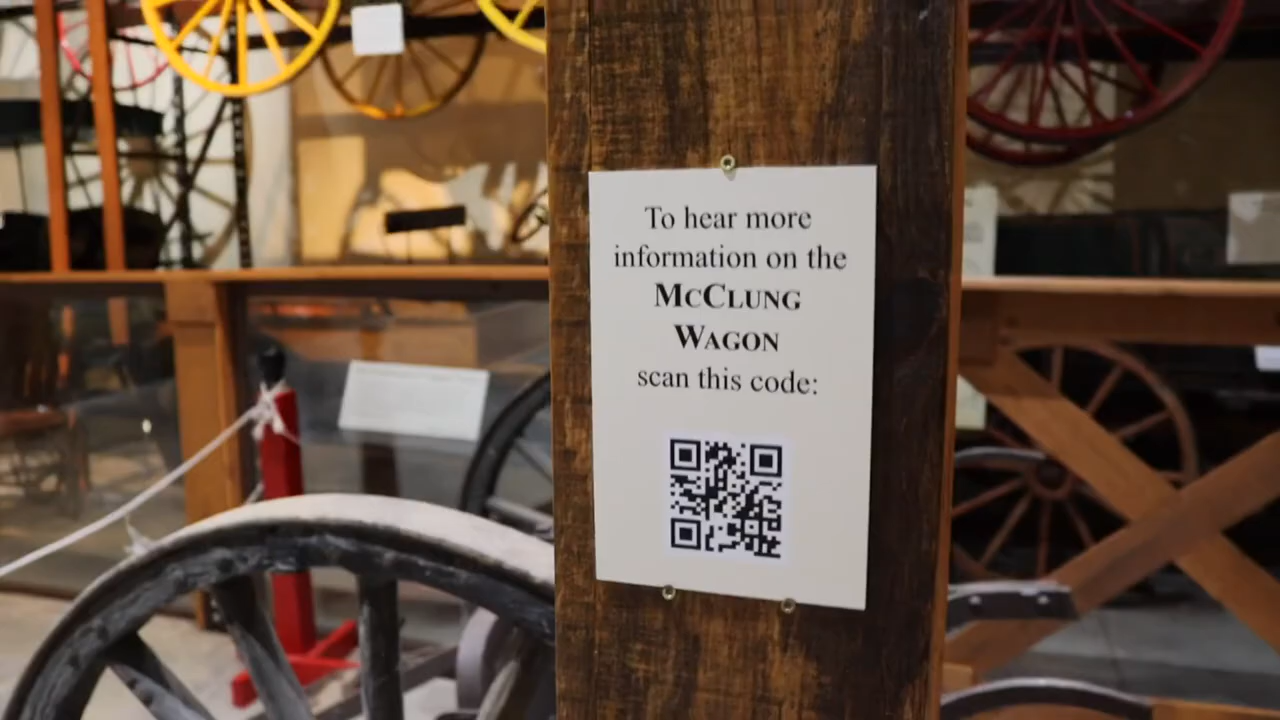 To hear more
information on the
McClung
Wagon
scan this code: